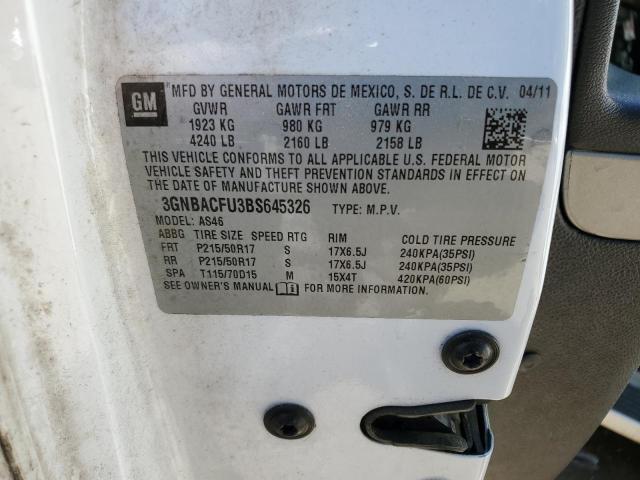 GM MFD BY GENERAL MOTORS DE MEXICO, S. DE R.L. DE C.V. 04/11
GVWR GAWR FRT GAWR RR
1923 KG 980 KG 979 KG
4240 LB 2160 LB 2158 LB
THIS VEHICLE CONFORMS TO ALL APPLICABLE U.S. FEDERAL MOTOR
VEHICLE SAFETY AND THEFT PREVENTION STANDARDS IN EFFECT ON
THE DATE OF MANUFACTURE SHOWN ABOVE.
3GNBACFU3BS645326 TYPE: M.P.V.
MODEL: AS46
ABBG TIRE SIZE SPEED RTG RIM COLD TIRE PRESSURE
FRT P215/50R17 S 17X6.5J 240KPA(35PSI)
RR P215/50R17 S 17X6.5J 240KPA(35PSI)
SPA T115/70D15 M 15X4T 420KPA(60PSI)
SEE OWNER'S MANUAL FOR MORE INFORMATION